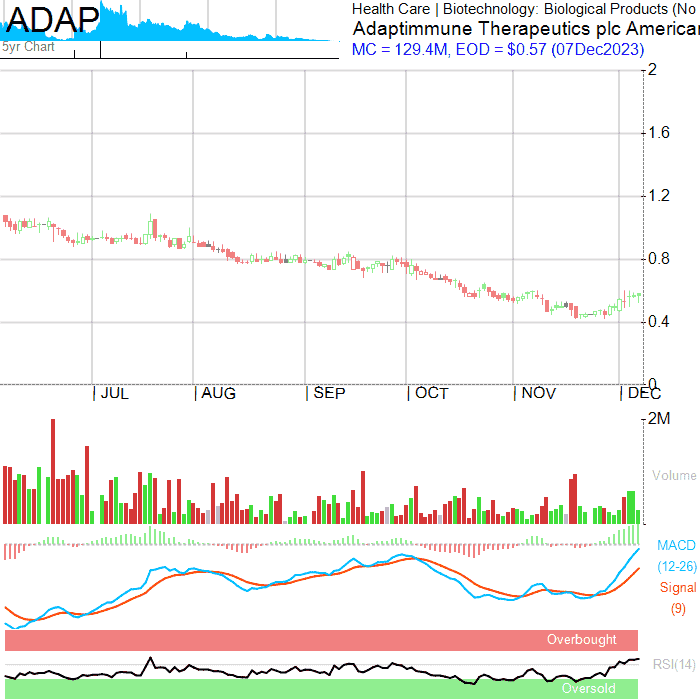 ADAP
5yr Chart
Health Care | Biotechnology: Biological Products (No
Adaptimmune Therapeutics plc American
MC = 129.4M, EOD = $0.57 (07Dec2023)
2
1.6
1.2
0.8
0.4
0
| JUL | AUG | SEP | OCT | NOV | DEC
2M
Volume
MACD
(12-26)
Signal
(9)
Overbought
RSI(14)
Oversold